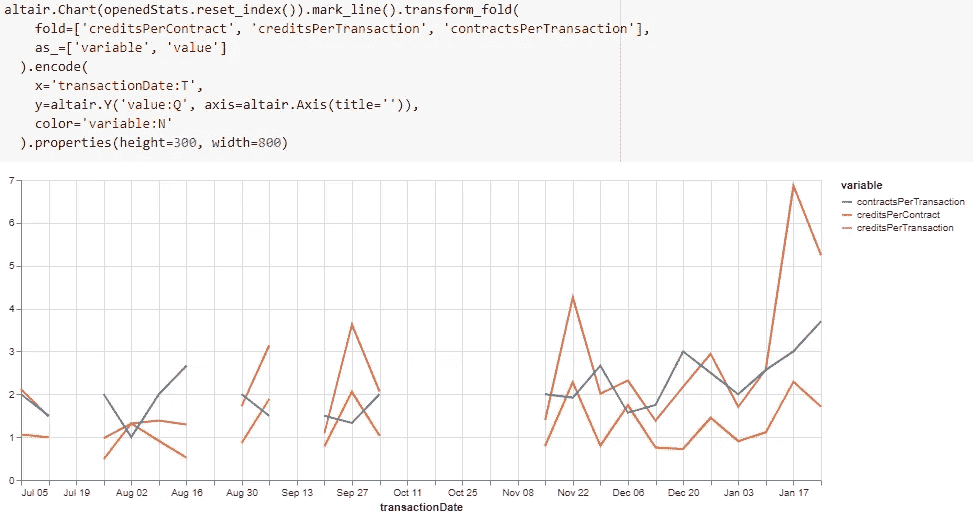 altair.Chart(openedStats.reset_index()).mark_line().transform_fold(
fold=['creditsPerContract', 'creditsPerTransaction', 'contractsPerTransaction'],
as_=['variable', 'value']
).encode(
x='transactionDate:T',
y=altair.Y('value:Q', axis=altair.Axis(title='')),
color='variable:N'
).properties(height=300, width=800)
7
6
5
4
3
2
1
0
Jul 05 Jul 19 Aug 02 Aug 16 Aug 30 Sep 13 Sep 27 Oct 11 Oct 25 Nov 08 Nov 22 Dec 06 Dec 20 Jan 03 Jan 17
transactionDate
variable
contractsPerTransaction
creditsPerContract
creditsPerTransaction